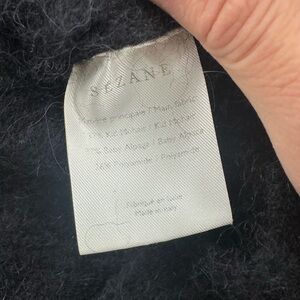 SÉZANE
Matière principale / Main fabric
Kid Mohair / Kid Mohair
Baby Alpaga / Baby Alpaca
36% Polyamide / Polyamide
Fabriqué en Italie
Made in Italy